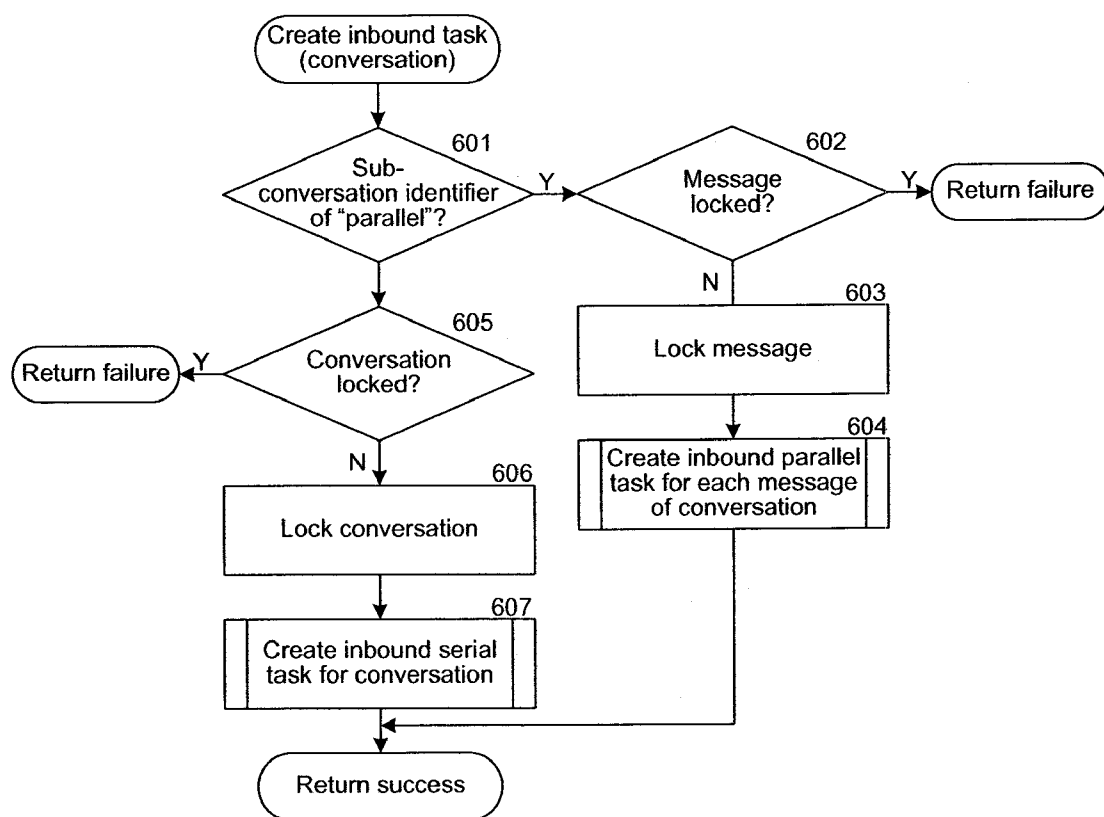 Create inbound task
(conversation)
601
Sub-
conversation identifier
of "parallel"?
Y
602
Message
locked?
Y
Return failure
N
603
Lock message
604
Create inbound parallel
task for each message
of conversation
605
Conversation
locked?
Y
Return failure
N
606
Lock conversation
607
Create inbound serial
task for conversation
Return success